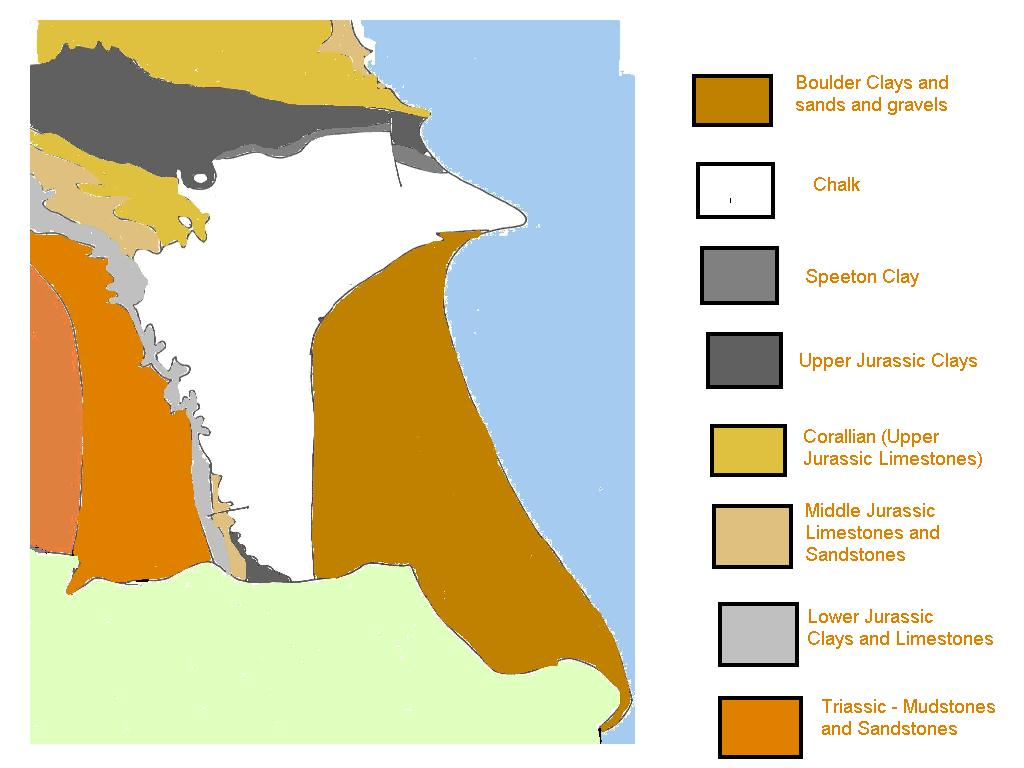 Boulder Clays and
sands and gravels
Chalk
Speeton Clay
Upper Jurassic Clays
Corallian (Upper
Jurassic Limestones)
Middle Jurassic
Limestones and
Sandstones
Lower Jurassic
Clays and Limestones
Triassic - Mudstones
and Sandstones